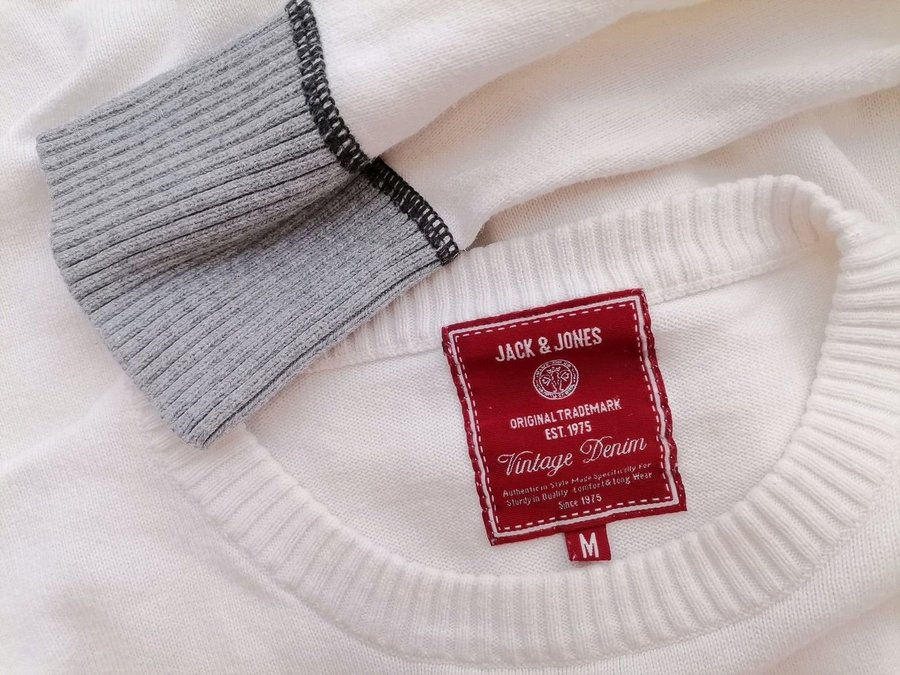 JACK & JONES
ORIGINAL TRADEMARK
EST.1975
Vintage Denim
Authentic in Style Made Specifically For
Sturdy in Quality Comfort & Long Wear
Since 1975
M